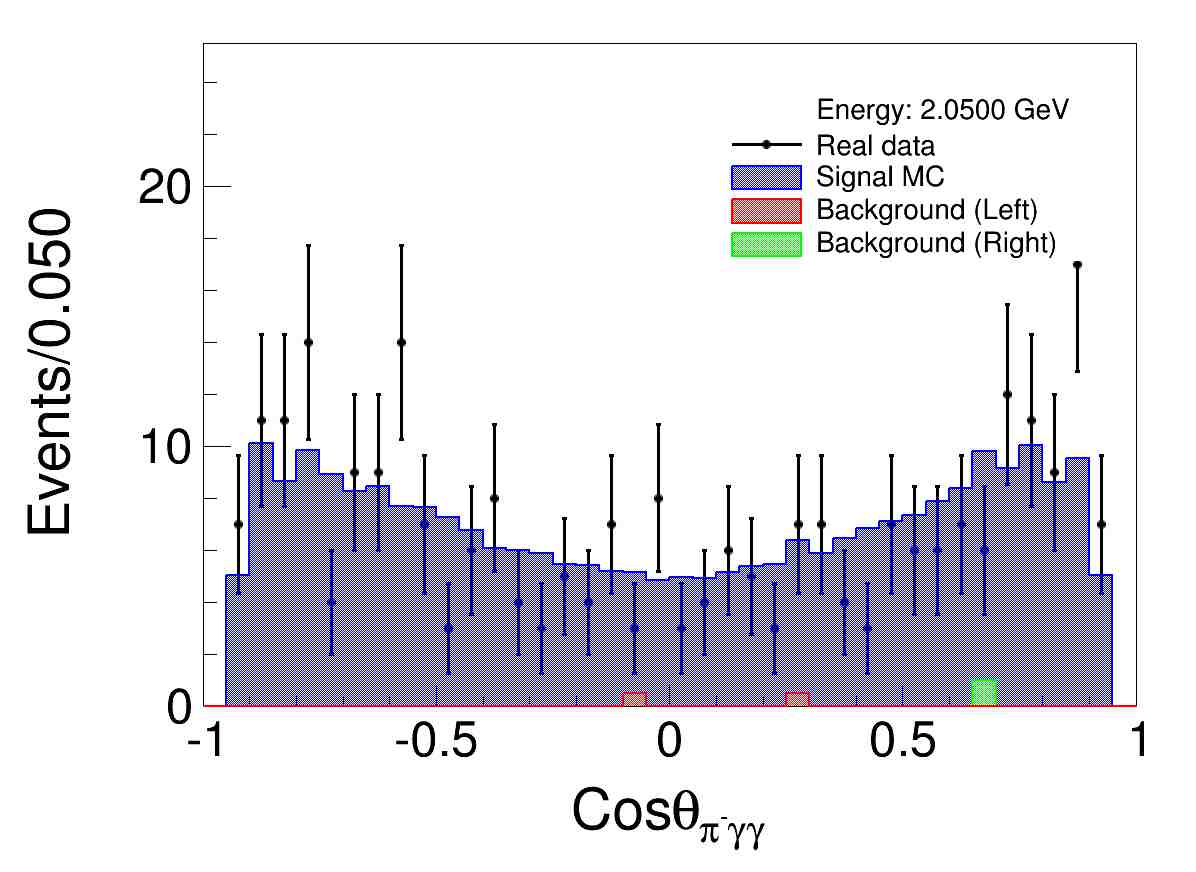 Energy: 2.0500 GeV
Real data
Signal MC
Background (Left)
Background (Right)
Events/0.050
20
10
0
-1 -0.5 0 0.5 1
Cosθπ⁻γγ